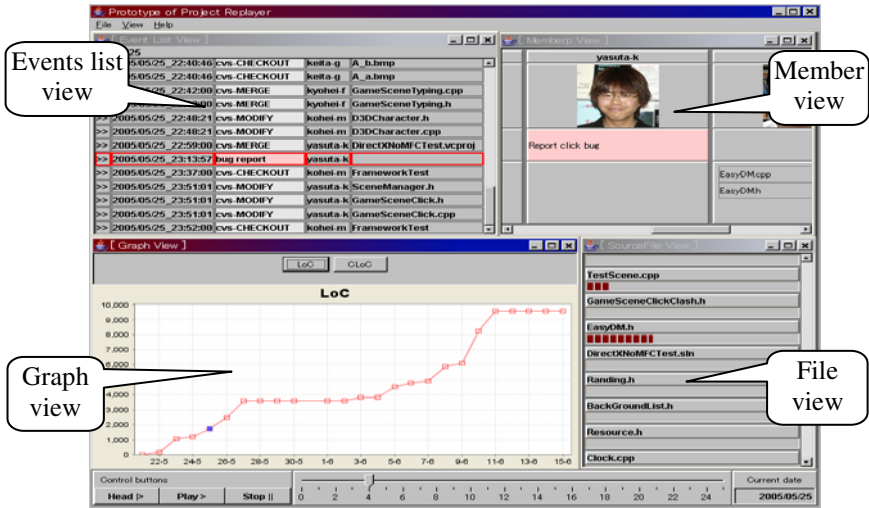 Prototype of Project Replayer
File View Help
[ Event List View ]
25
2005/05/25_22:40:46 cvs-CHECKOUT keita-g A_b.bmp
22:40:46 cvs-CHECKOUT keita-g A_a.bmp
>> 2005/05/25_22:42:00 cvs-MERGE kyohei-f GameSceneTyping.cpp
cvs-MERGE kyohei-f GameSceneTyping.h
>> 2005/05/25_22:48:21 cvs-MODIFY kohei-m D3DCharacter.h
>> 2005/05/25_22:48:21 cvs-MODIFY kohei-m D3DCharacter.cpp
>> 2005/05/25_22:59:00 cvs-MERGE yasuta-k DirectXNoMFCTest.vcproj
>> 2005/05/25_23:13:57 bug report yasuta-k
>> 2005/05/25_23:37:00 cvs-CHECKOUT kohei-m FrameworkTest
>> 2005/05/25_23:51:01 cvs-MODIFY yasuta-k SceneManager.h
>> 2005/05/25_23:51:01 cvs-MODIFY yasuta-k GameSceneClick.h
>> 2005/05/25_23:51:01 cvs-MODIFY yasuta-k GameSceneClick.cpp
>> 2005/05/25_23:52:00 cvs-CHECKOUT kohei-m FrameworkTest
Events list
view
[ Memberp View ]
yasuta-k
Report click bug
EasyDM.cpp
EasyDM.h
Member
view
[ Graph View ]
LoC CLoC
LoC
10,000
9,000
8,000
7,000
4,000
3,000
2,000
1,000
0
22-5 24-5 26-5 28-5 30-5 1-6 3-6 5-6 7-6 9-6 11-6 13-6 15-6
Graph
view
[ SourceFile View ]
TestScene.cpp
GameSceneClickClash.h
EasyDM.h
DirectXNoMFCTest.sln
Randing.h
BackGroundList.h
Resource.h
Clock.cpp
File
view
Control buttons
Head |> Play > Stop ||
0 2 4 6 8 10 12 14 16 18 20 22 24
Current date
2005/05/25